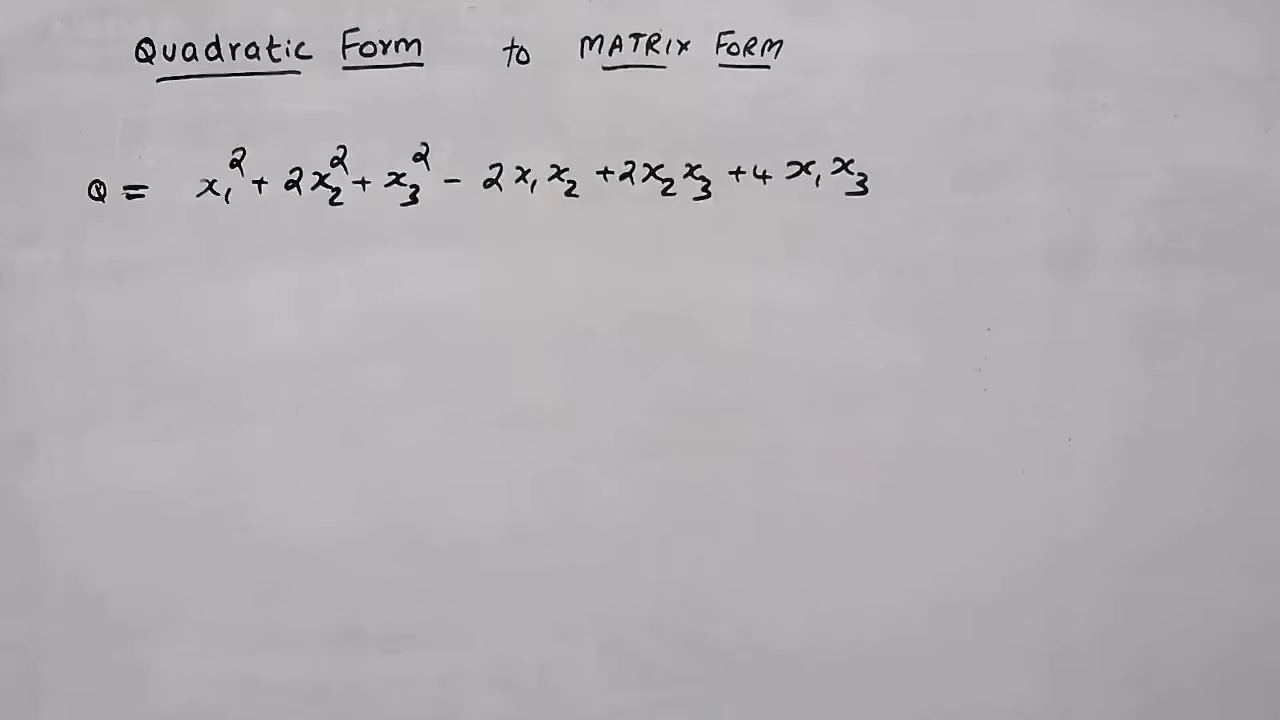 Quadratic Form to MATRIX FORM
Q = x₁² + 2x₂² + x₃² - 2x₁x₂ + 2x₂x₃ + 4x₁x₃